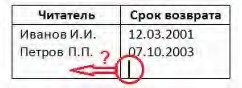 Читатель Срок возврата
Иванов И.И. 12.03.2001
Петров П.П. 07.10.2003
?